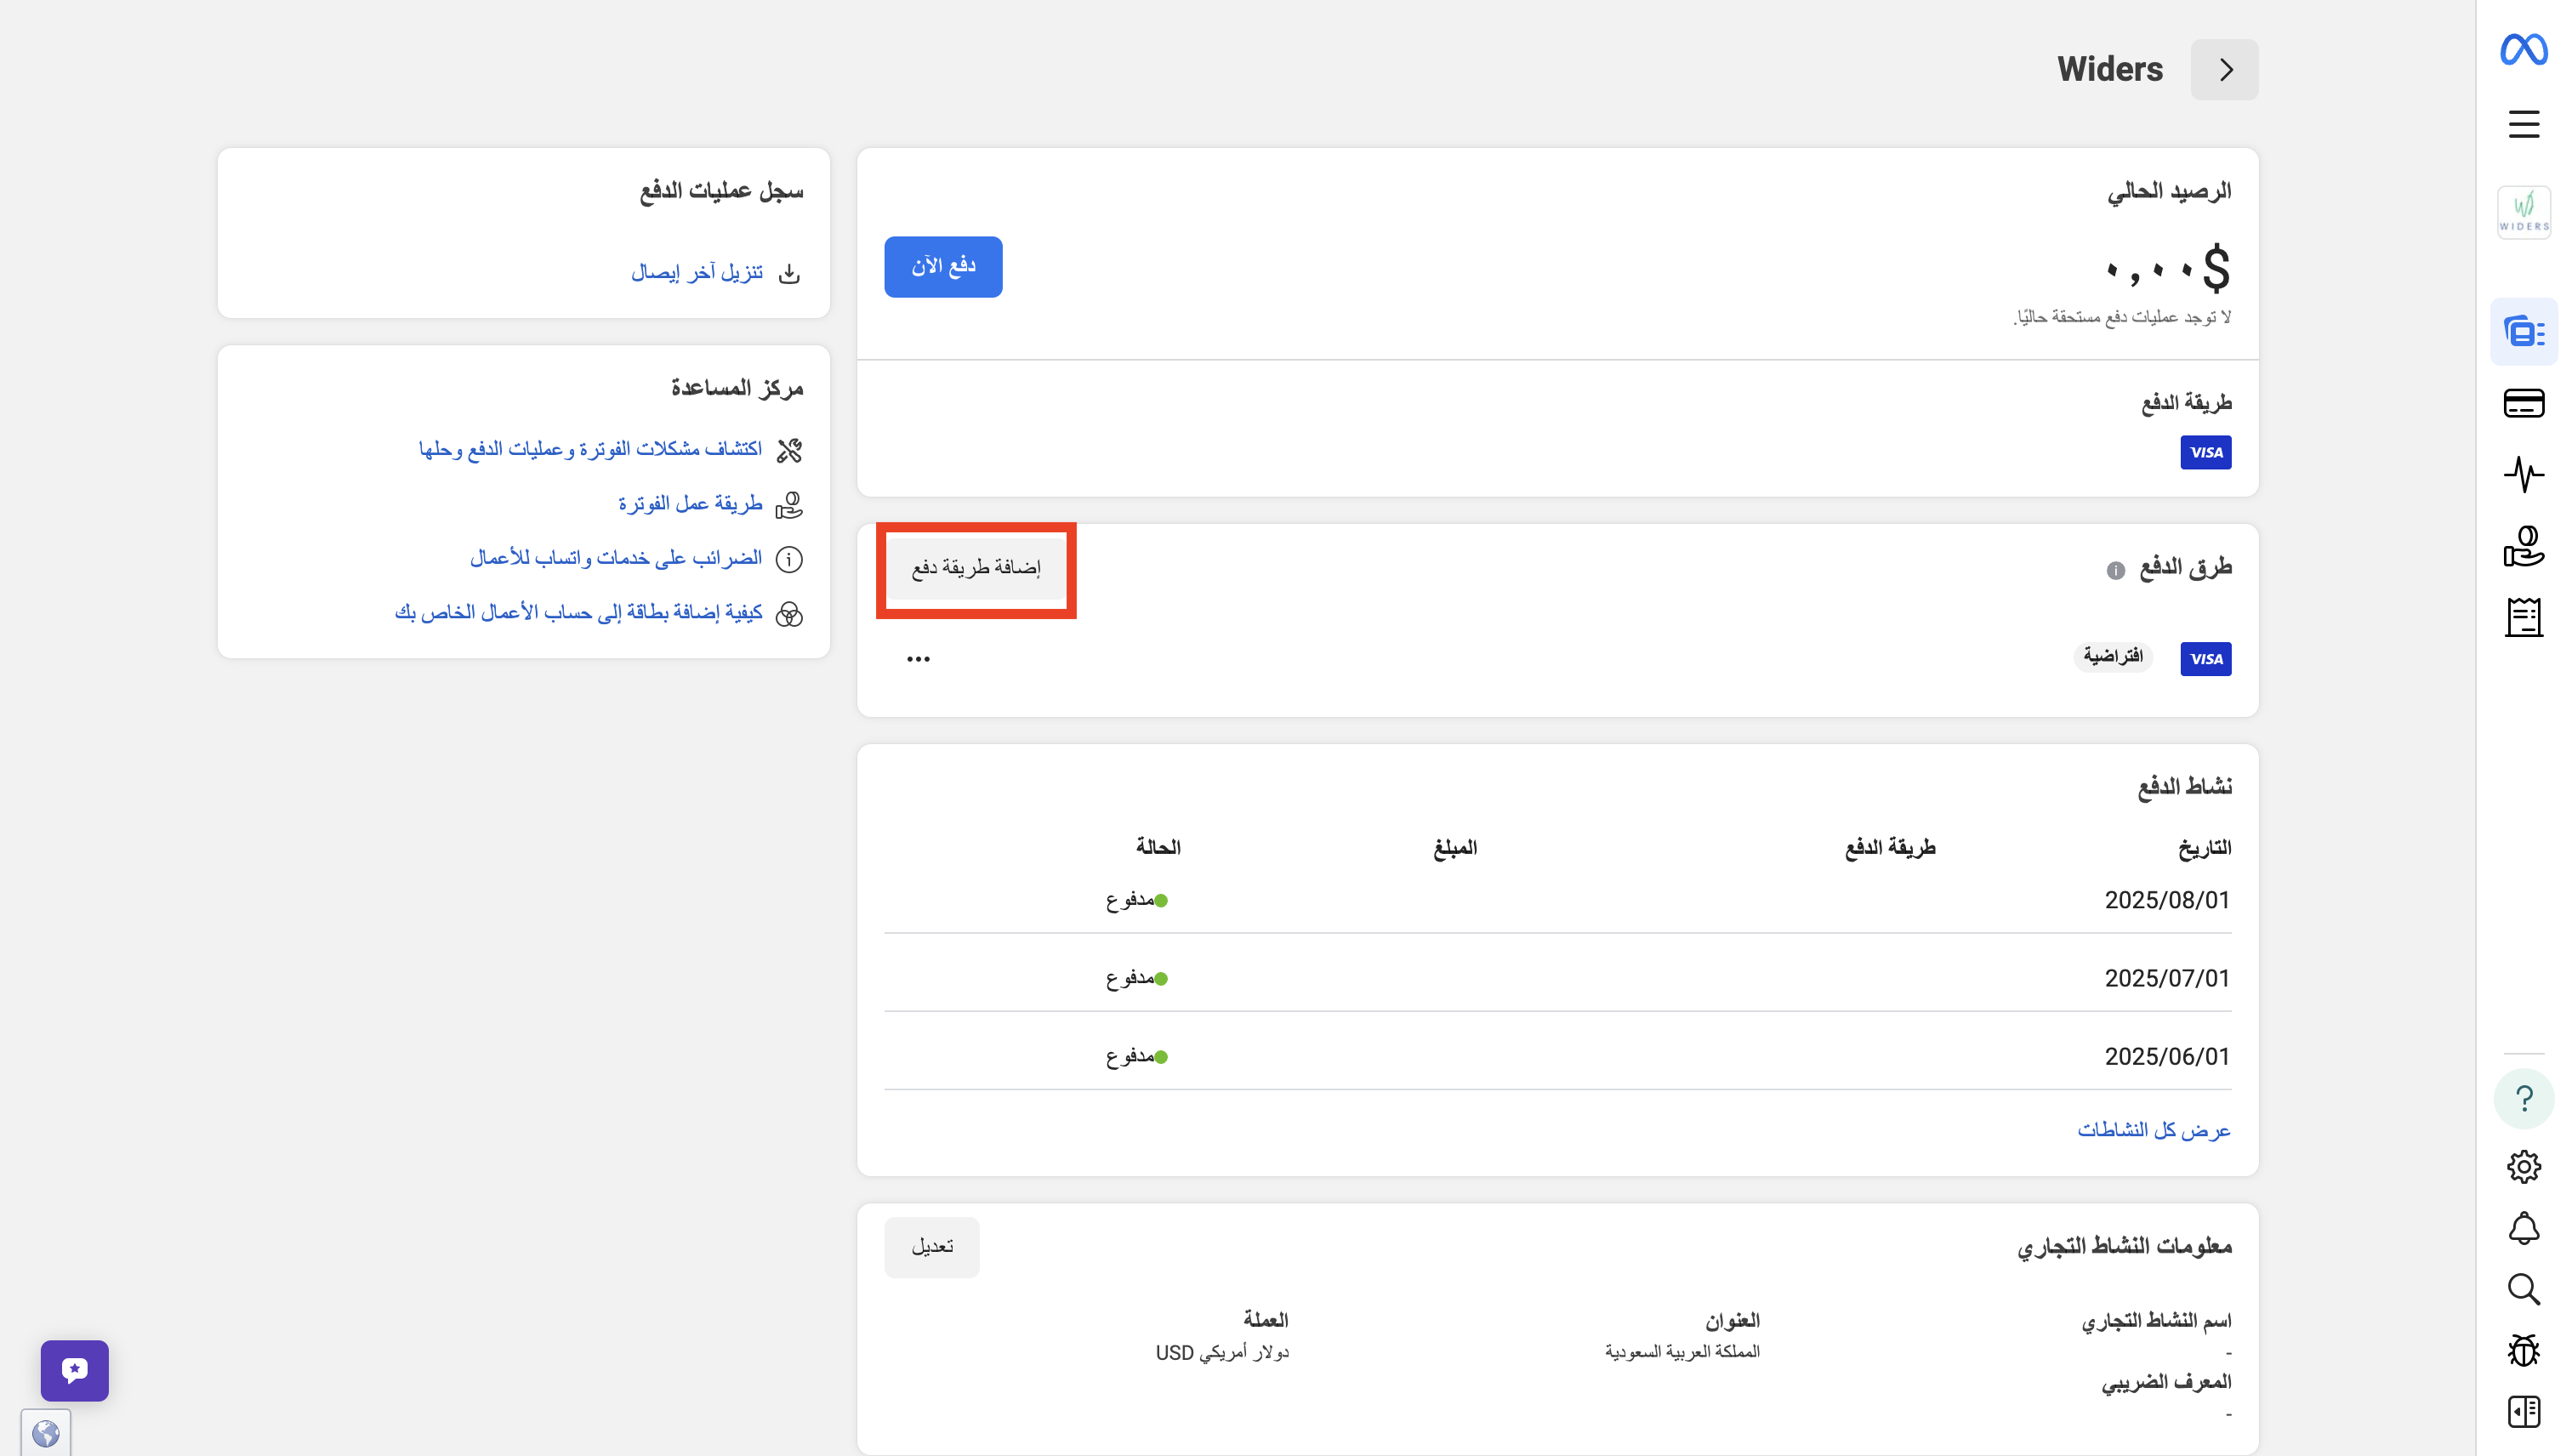 Widers
WIDERS
الرصيد الحالي
$٠,٠٠
لا توجد عمليات دفع مستحقة حاليًا.
دفع الآن
طريقة الدفع
VISA
طرق الدفع
إضافة طريقة دفع
VISA
افتراضية
نشاط الدفع
التاريخ طريقة الدفع المبلغ الحالة
2025/08/01 مدفوع
2025/07/01 مدفوع
2025/06/01 مدفوع
عرض كل النشاطات
معلومات النشاط التجاري
تعديل
اسم النشاط التجاري العنوان العملة
- المملكة العربية السعودية دولار أمريكي USD
المعرف الضريبي
-
سجل عمليات الدفع
تنزيل آخر إيصال
مركز المساعدة
اكتشاف مشكلات الفوترة وعمليات الدفع وحلها
طريقة عمل الفوترة
الضرائب على خدمات واتساب للأعمال
كيفية إضافة بطاقة إلى حساب الأعمال الخاص بك